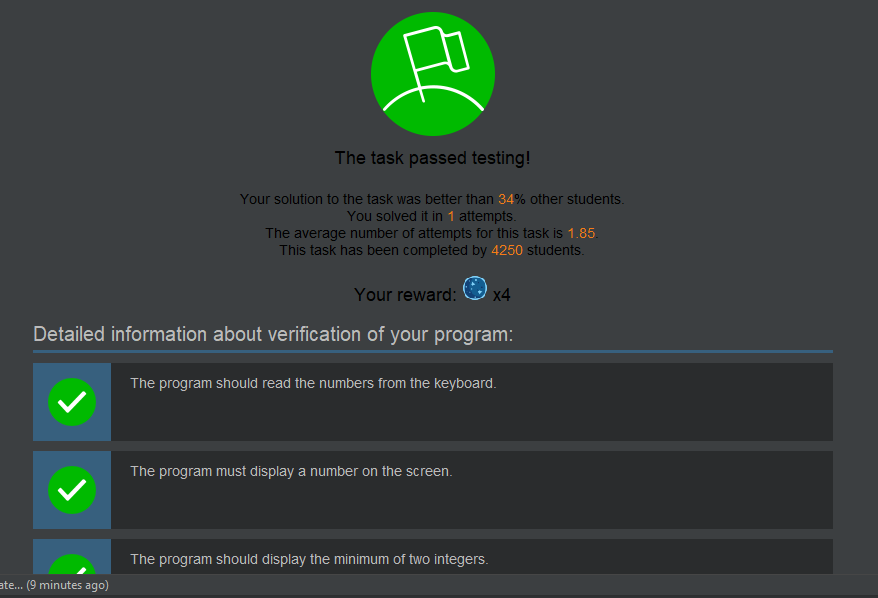 The task passed testing!
Your solution to the task was better than 34% other students.
You solved it in 1 attempts.
The average number of attempts for this task is 1.85
This task has been completed by 4250 students.
Your reward: x4
Detailed information about verification of your program:
The program should read the numbers from the keyboard.
The program must display a number on the screen.
The program should display the minimum of two integers.
ate... (9 minutes ago)